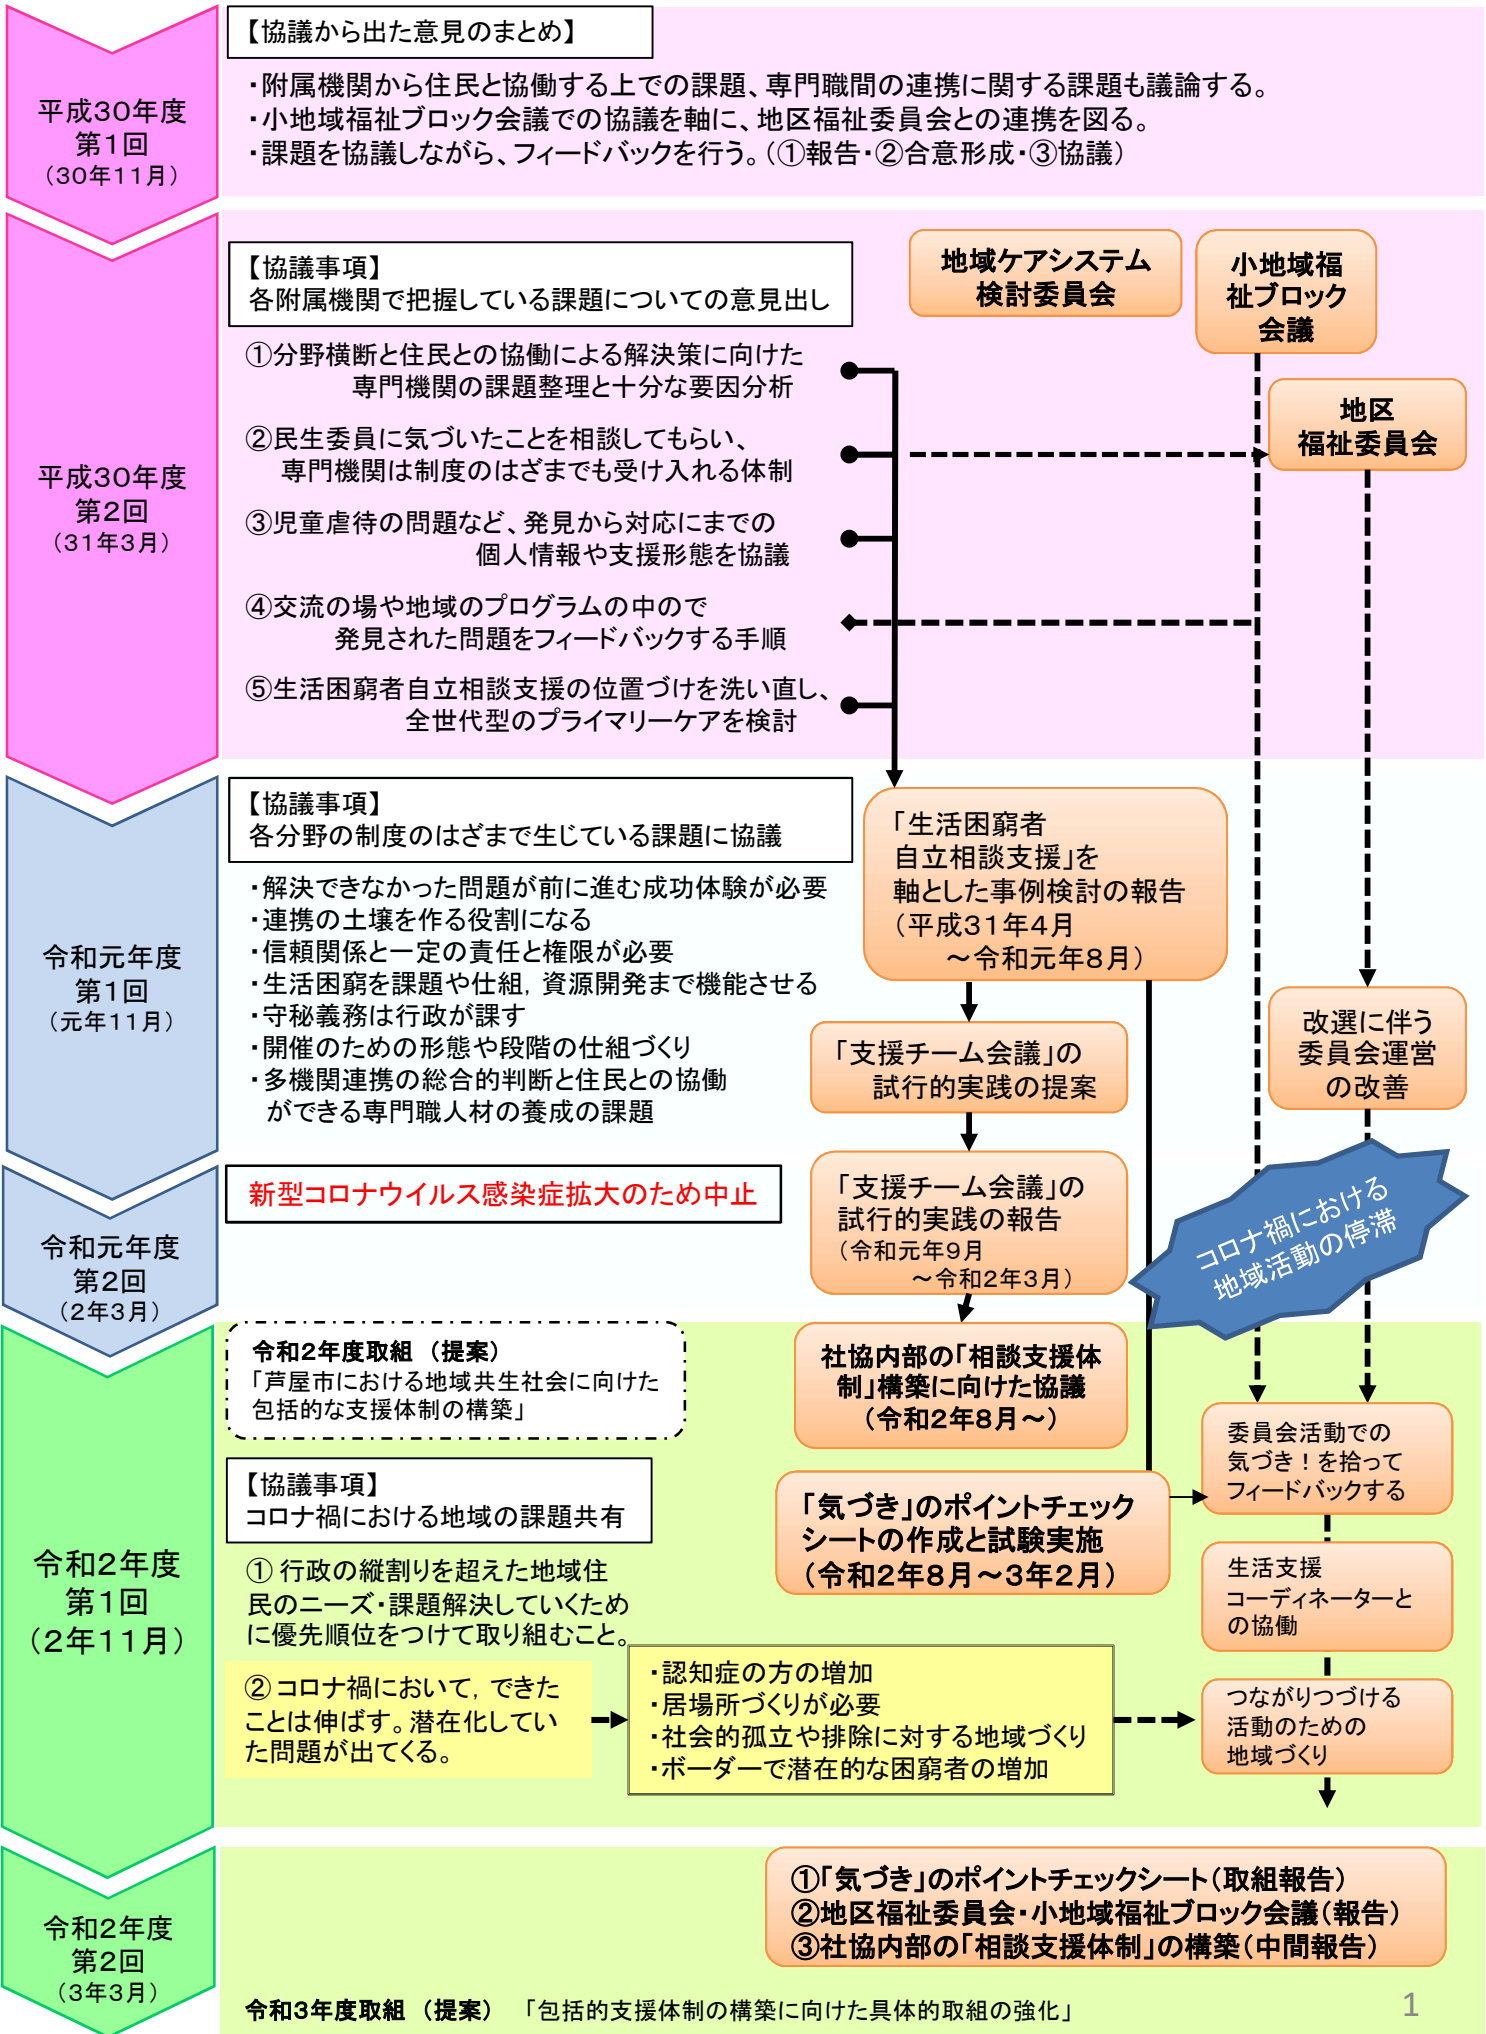 平成30年度
第1回
（30年11月）
【協議から出た意見のまとめ】
・附属機関から住民と協働する上での課題、専門職間の連携に関する課題も議論する。
・小地域福祉ブロック会議での協議を軸に、地区福祉委員会との連携を図る。
・課題を協議しながら、フィードバックを行う。（①報告・②合意形成・③協議）
平成30年度
第2回
（31年3月）
【協議事項】
各附属機関で把握している課題についての意見出し
①分野横断と住民との協働による解決策に向けた
専門機関の課題整理と十分な要因分析
②民生委員に気づいたことを相談してもらい、
専門機関は制度のはざまでも受け入れる体制
③児童虐待の問題など、発見から対応にまでの
個人情報や支援形態を協議
④交流の場や地域のプログラムの中ので
発見された問題をフィードバックする手順
⑤生活困窮者自立相談支援の位置づけを洗い直し、
全世代型のプライマリーケアを検討
地域ケアシステム
検討委員会
小地域福
祉ブロック
会議
地区
福祉委員会
令和元年度
第1回
（元年11月）
【協議事項】
各分野の制度のはざまで生じている課題に協議
・解決できなかった問題が前に進む成功体験が必要
・連携の土壌を作る役割になる
・信頼関係と一定の責任と権限が必要
・生活困窮を課題や仕組，資源開発まで機能させる
・守秘義務は行政が課す
・開催のための形態や段階の仕組づくり
・多機関連携の総合的判断と住民との協働
ができる専門職人材の養成の課題
「生活困窮者
自立相談支援」を
軸とした事例検討の報告
（平成31年4月
～令和元年8月）
「支援チーム会議」の
試行的実践の提案
改選に伴う
委員会運営
の改善
令和元年度
第2回
（2年3月）
新型コロナウイルス感染症拡大のため中止
「支援チーム会議」の
試行的実践の報告
（令和元年9月
～令和2年3月）
コロナ禍における
地域活動の停滞
令和2年度
第1回
（2年11月）
令和2年度取組（提案）
「芦屋市における地域共生社会に向けた
包括的な支援体制の構築」
社協内部の「相談支援体
制」構築に向けた協議
（令和2年8月～）
【協議事項】
コロナ禍における地域の課題共有
「気づき」のポイントチェック
シートの作成と試験実施
（令和2年8月～3年2月）
委員会活動での
気づき！を拾って
フィードバックする
① 行政の縦割りを超えた地域住
民のニーズ・課題解決していくため
に優先順位をつけて取り組むこと。
生活支援
コーディネーターと
の協働
② コロナ禍において，できた
ことは伸ばす。潜在化してい
た問題が出てくる。
・認知症の方の増加
・居場所づくりが必要
・社会的孤立や排除に対する地域づくり
・ボーダーで潜在的な困窮者の増加
つながりつづける
活動のための
地域づくり
令和2年度
第2回
（3年3月）
①「気づき」のポイントチェックシート（取組報告）
②地区福祉委員会・小地域福祉ブロック会議（報告）
③社協内部の「相談支援体制」の構築（中間報告）
令和3年度取組（提案） 「包括的支援体制の構築に向けた具体的取組の強化」
1